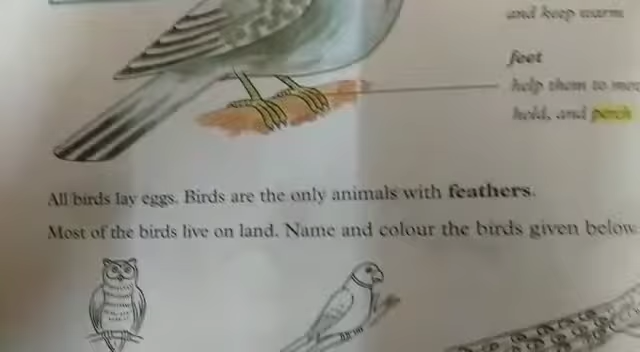 and keep warm
feet
help them to
hold, and perch
All birds lay eggs. Birds are the only animals with feathers.
Most of the birds live on land. Name and colour the birds given below.